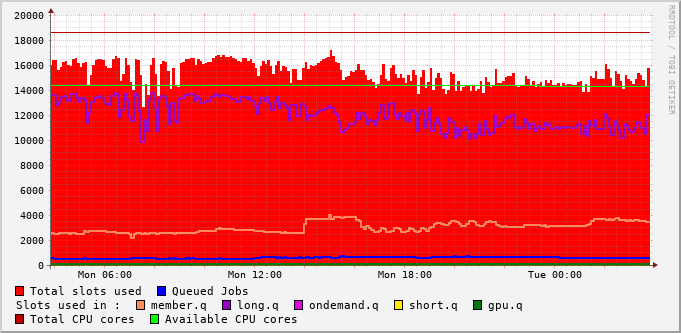 20000
18000
16000
14000
12000
10000
8000
6000
4000
2000
0
Mon 06:00 Mon 12:00 Mon 18:00 Tue 00:00
RRDTOOL / TOBI OETIKER
Total slots used Queued Jobs
Slots used in : member.q long.q ondemand.q short.q gpu.q
Total CPU cores Available CPU cores